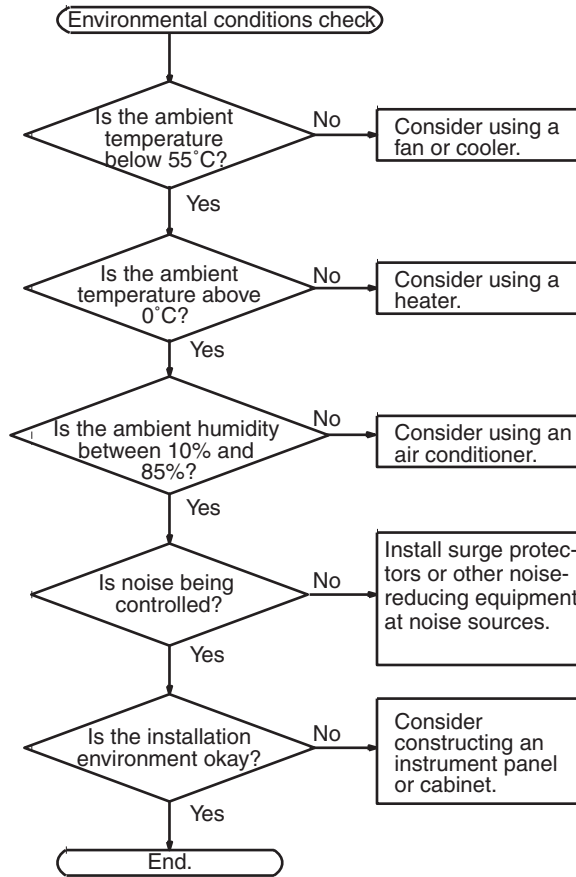 Environmental conditions check
Is the ambient
temperature
below 55˚C?
No
Consider using a
fan or cooler.
Yes
Is the ambient
temperature above
0˚C?
No
Consider using a
heater.
Yes
Is the ambient humidity
between 10% and
85%?
No
Consider using an
air conditioner.
Yes
Is noise being
controlled?
No
Install surge protec-
tors or other noise-
reducing equipment
at noise sources.
Yes
Is the installation
environment okay?
No
Consider
constructing an
instrument panel
or cabinet.
Yes
End.